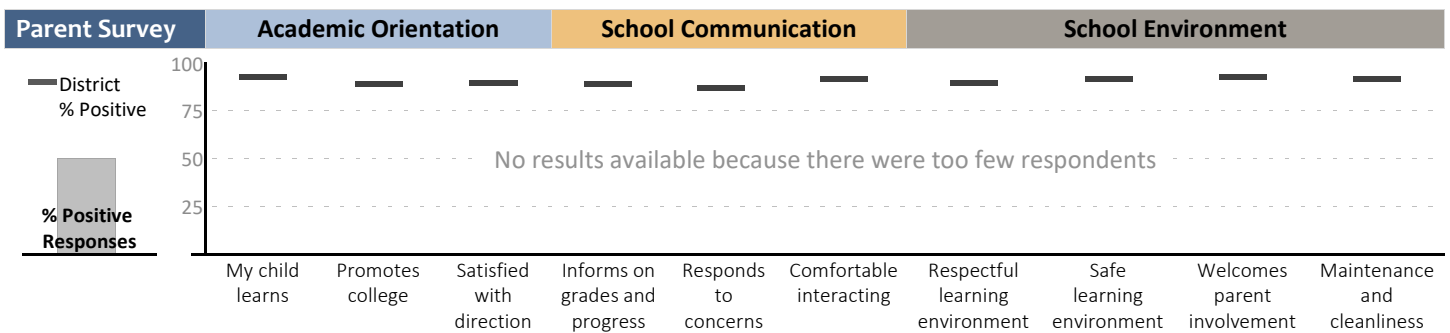 Parent Survey
Academic Orientation
School Communication
School Environment
District
% Positive
% Positive
Responses
100
75
50
25
No results available because there were too few respondents
My child
learns
Promotes
college
Satisfied
with
direction
Informs on
grades and
progress
Responds
to
concerns
Comfortable
interacting
Respectful
learning
environment
Safe
learning
environment
Welcomes
parent
involvement
Maintenance
and
cleanliness